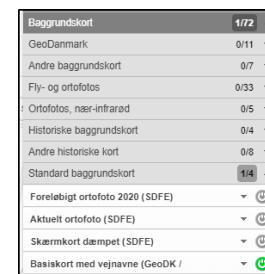 Baggrundskort 1/72
GeoDanmark 0/11
Andre baggrundskort 0/7
Fly- og ortofotos 0/33
Ortofotos, nær-infrarød 0/5
Historiske baggrundskort 0/4
Andre historiske kort 0/8
Standard baggrundskort 1/4
Foreløbigt ortofoto 2020 (SDFE)
Aktuelt ortofoto (SDFE)
Skærmkort dæmpet (SDFE)
Basiskort med vejnavne (GeoDK /